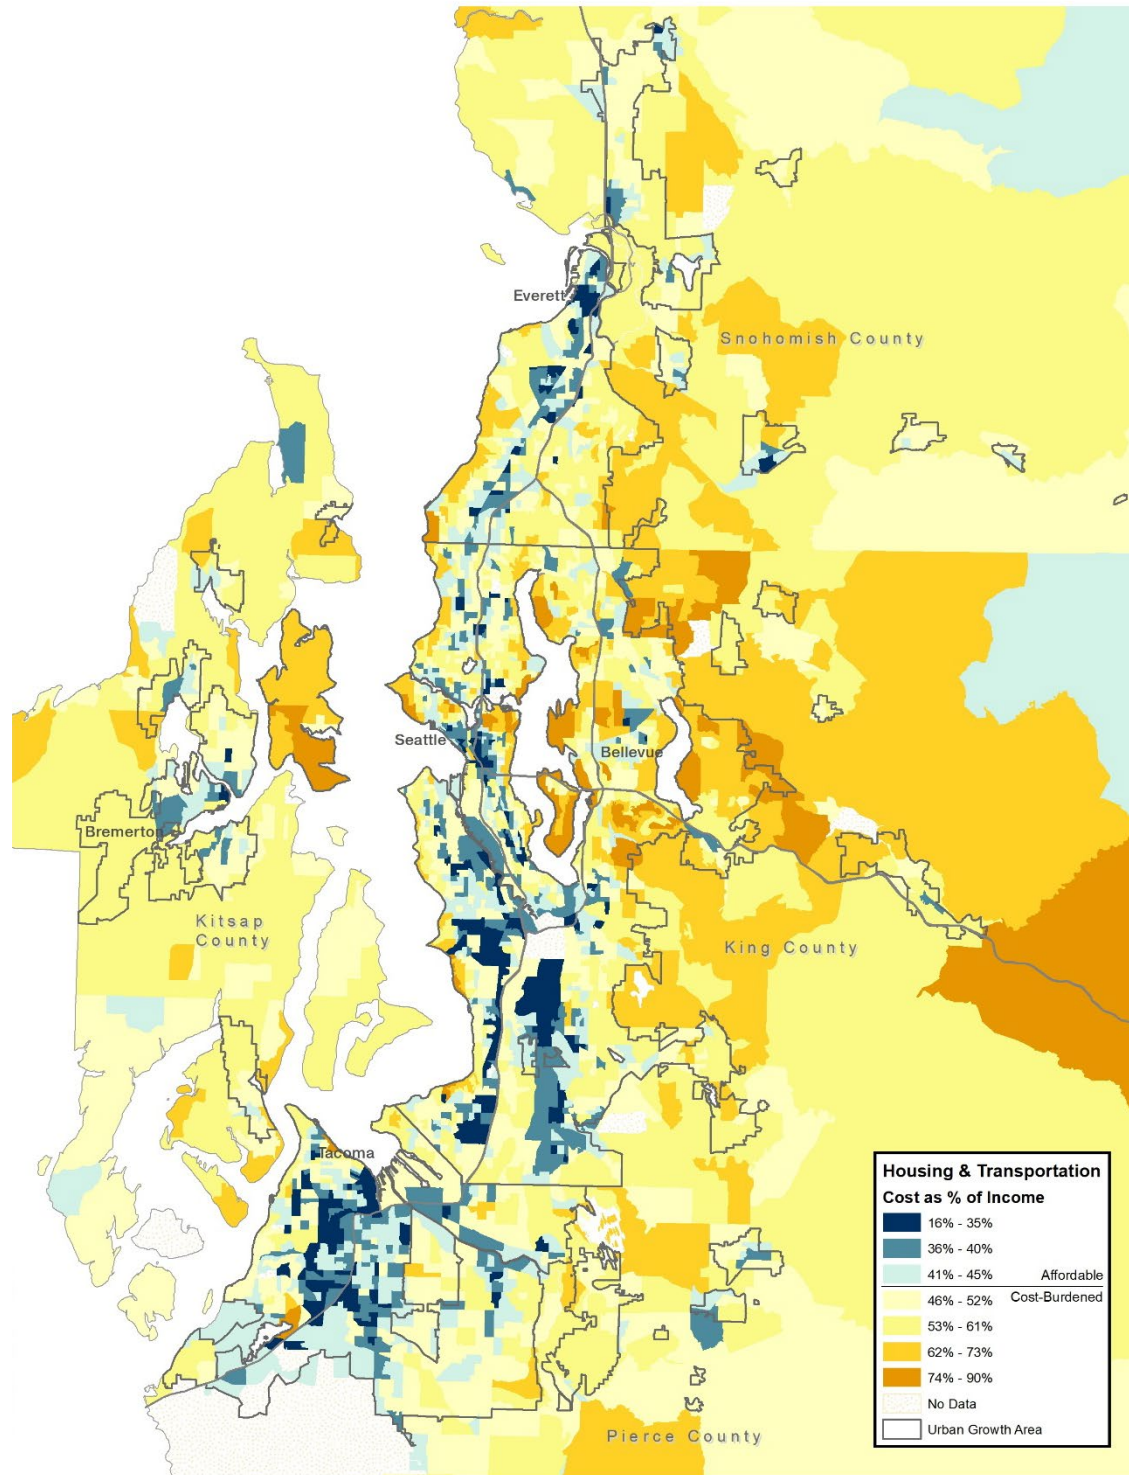 Everett
Snohomish County
Seattle
Bellevue
Bremerton
Kitsap
County
King County
Tacoma
Pierce County
Housing & Transportation
Cost as % of Income
16% - 35%
36% - 40%
41% - 45% Affordable
46% - 52% Cost-Burdened
53% - 61%
62% - 73%
74% - 90%
No Data
Urban Growth Area